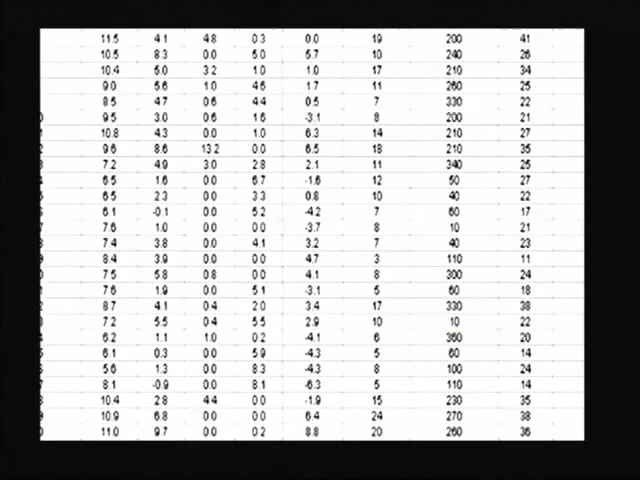 11.5 4.1 4.8 0.3 0.0 19 200 41
10.5 8.3 0.0 5.0 5.7 10 240 26
10.4 5.0 3.2 1.0 1.0 17 210 34
9.0 5.6 1.0 4.6 1.7 11 260 25
8.5 4.7 0.6 4.4 0.5 7 330 22
9.5 3.0 0.6 1.6 -3.1 8 200 21
10.8 4.3 0.0 1.0 6.3 14 210 27
9.6 8.6 13.2 0.0 6.5 18 210 35
7.2 4.9 3.0 2.8 2.1 11 340 25
6.5 1.6 0.0 6.7 -1.6 12 50 27
6.5 2.3 0.0 3.3 0.8 10 40 22
6.1 -0.1 0.0 5.2 -4.2 7 60 17
7.6 1.0 0.0 0.0 -3.7 8 10 21
7.4 3.8 0.0 4.1 3.2 7 40 23
8.4 3.9 0.0 0.0 4.7 3 110 11
7.5 5.8 0.8 0.0 4.1 8 300 24
7.6 1.9 0.0 5.1 -3.1 5 60 18
8.7 4.1 0.4 2.0 3.4 17 330 38
7.2 5.5 0.4 5.5 2.9 10 10 22
6.2 1.1 1.0 0.2 -4.1 6 360 20
6.1 0.3 0.0 5.9 -4.3 5 60 14
5.6 1.3 0.0 8.3 -4.3 8 100 24
8.1 -0.9 0.0 8.1 -6.3 5 110 14
10.4 2.8 4.4 0.0 -1.9 15 230 35
10.9 6.8 0.0 0.0 6.4 24 270 38
11.0 9.7 0.0 0.2 8.8 20 260 36